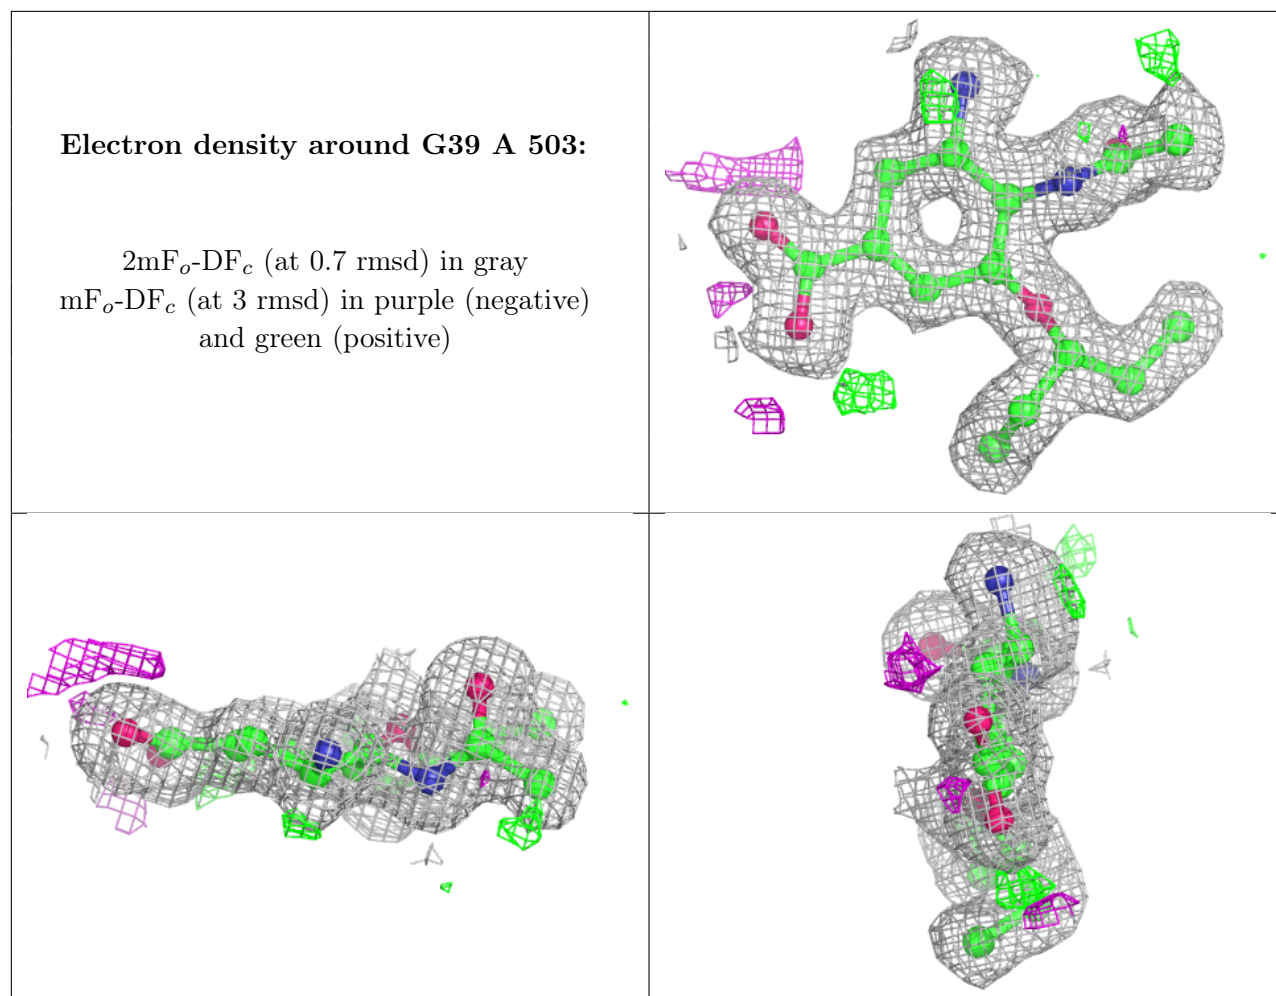 Electron density around G39 A 503:
2mFo-DFc (at 0.7 rmsd) in gray
mFo-DFc (at 3 rmsd) in purple (negative)
and green (positive)